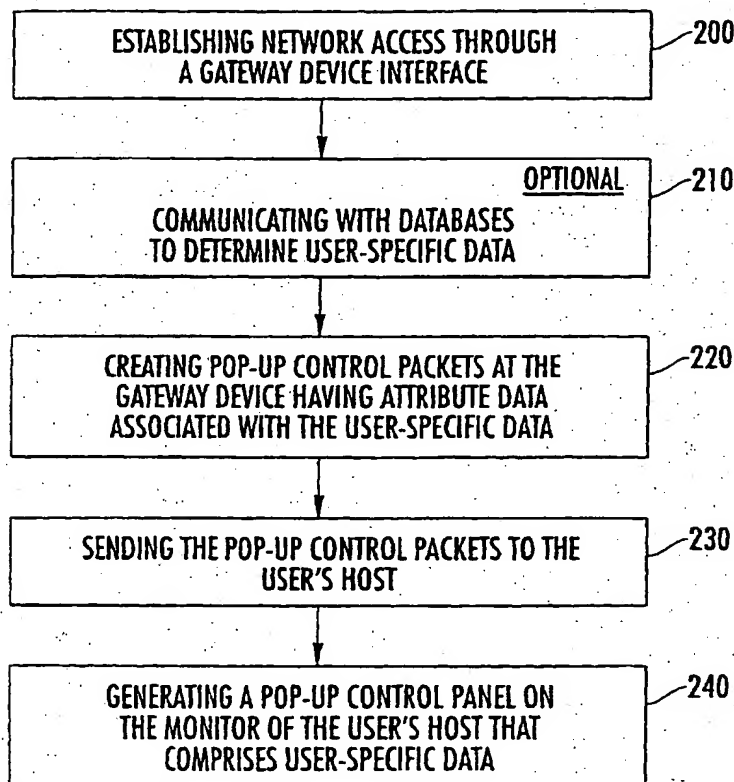 ESTABLISHING NETWORK ACCESS THROUGH
A GATEWAY DEVICE INTERFACE
200
OPTIONAL
210
COMMUNICATING WITH DATABASES
TO DETERMINE USER-SPECIFIC DATA
CREATING POP-UP CONTROL PACKETS AT THE
GATEWAY DEVICE HAVING ATTRIBUTE DATA
ASSOCIATED WITH THE USER-SPECIFIC DATA
220
SENDING THE POP-UP CONTROL PACKETS TO THE
USER'S HOST
230
GENERATING A POP-UP CONTROL PANEL ON
THE MONITOR OF THE USER'S HOST THAT
COMPRISES USER-SPECIFIC DATA
240